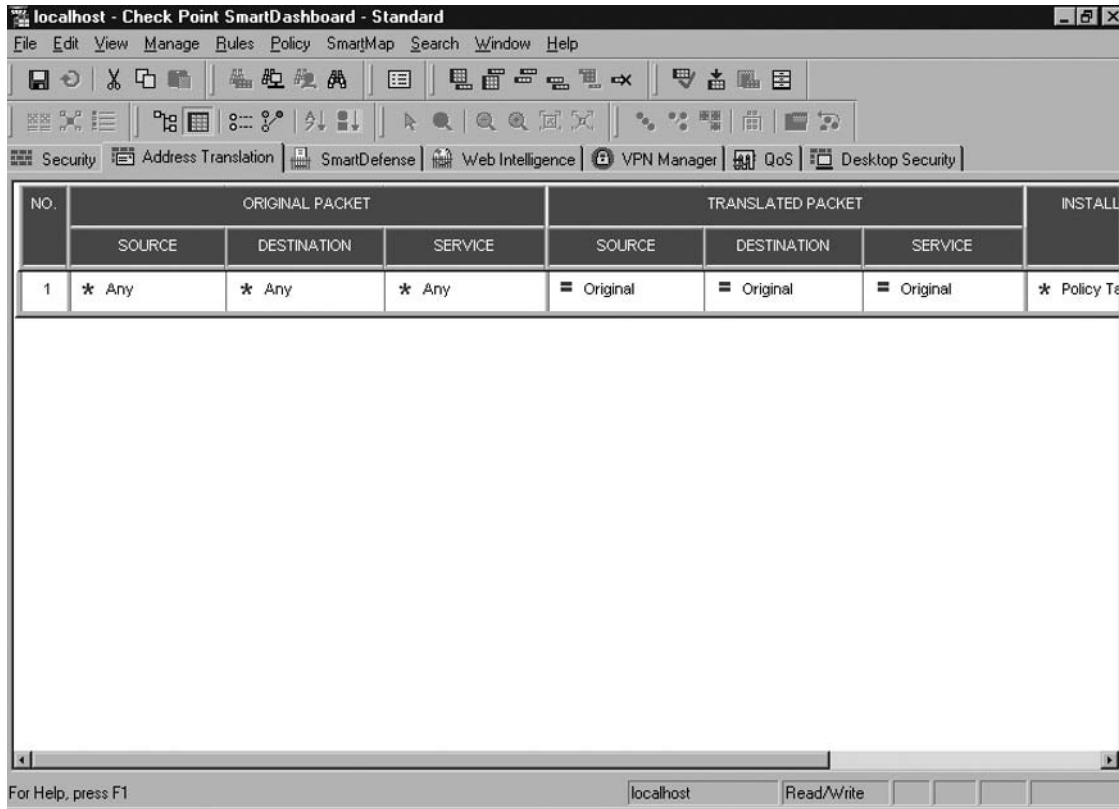 localhost - Check Point SmartDashboard - Standard
File Edit View Manage Rules Policy SmartMap Search Window Help
Security Address Translation SmartDefense Web Intelligence VPN Manager QoS Desktop Security
NO. ORIGINAL PACKET TRANSLATED PACKET INSTALL
SOURCE DESTINATION SERVICE SOURCE DESTINATION SERVICE
1 * Any * Any * Any = Original = Original = Original * Policy Ta
For Help, press F1 localhost Read/Write